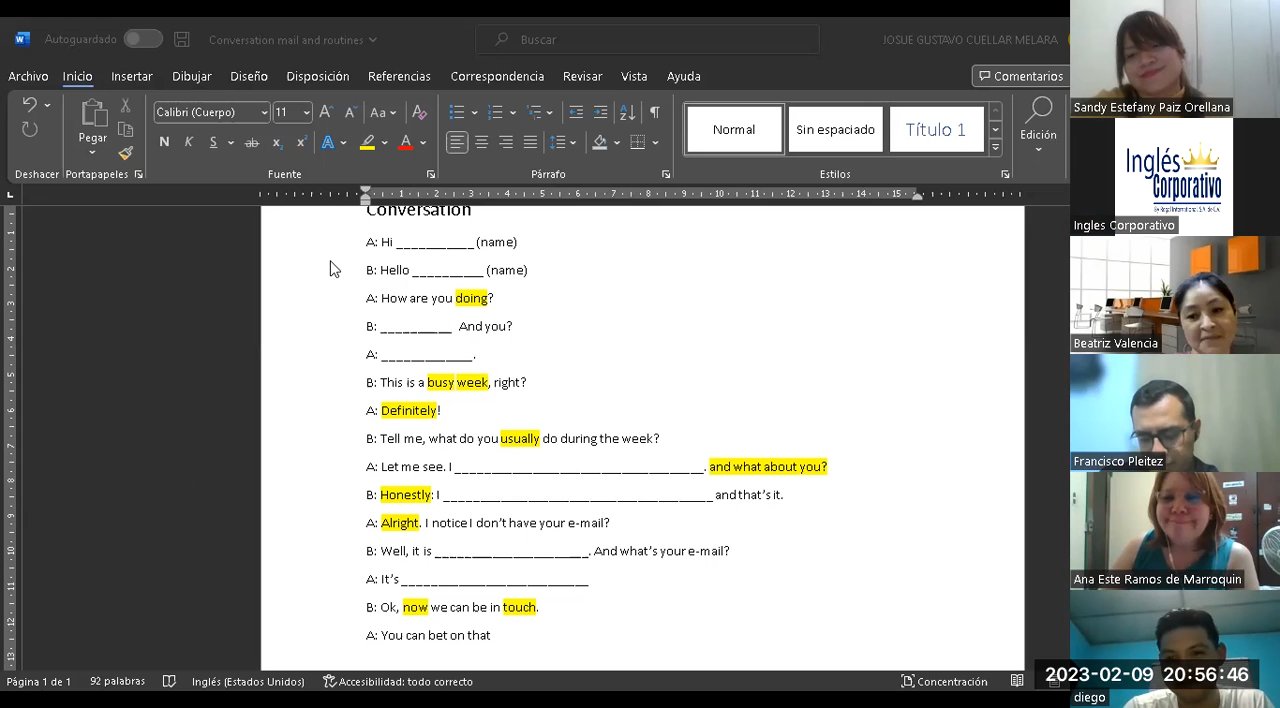 Autoguardado
Conversation mail and routines
Buscar
JOSUE GUSTAVO CUELLAR MELARA
Archivo Inicio Insertar Dibujar Diseño Disposición Referencias Correspondencia Revisar Vista Ayuda
Comentarios
Pegar
Calibri (Cuerpo) 11
Normal
Sin espaciado
Título 1
Edición
Deshacer Portapapeles Fuente Párrafo Estilos
Conversation
A: Hi ___________ (name)
B: Hello __________ (name)
A: How are you doing?
B: __________ And you?
A: _____________.
B: This is a busy week, right?
A: Definitely!
B: Tell me, what do you usually do during the week?
A: Let me see. I ___________________________________. and what about you?
B: Honestly: I ______________________________________ and that's it.
A: Alright. I notice I don't have your e-mail?
B: Well, it is ______________________. And what's your e-mail?
A: It's __________________________
B: Ok, now we can be in touch.
A: You can bet on that
Página 1 de 1 92 palabras Inglés (Estados Unidos) Accesibilidad: todo correcto Concentración
Sandy Estefany Paiz Orellana
Inglés
Corporativo
Ingles Corporativo
Beatriz Valencia
Francisco Pleitez
Ana Este Ramos de Marroquin
2023-02-09 20:56:46
diego